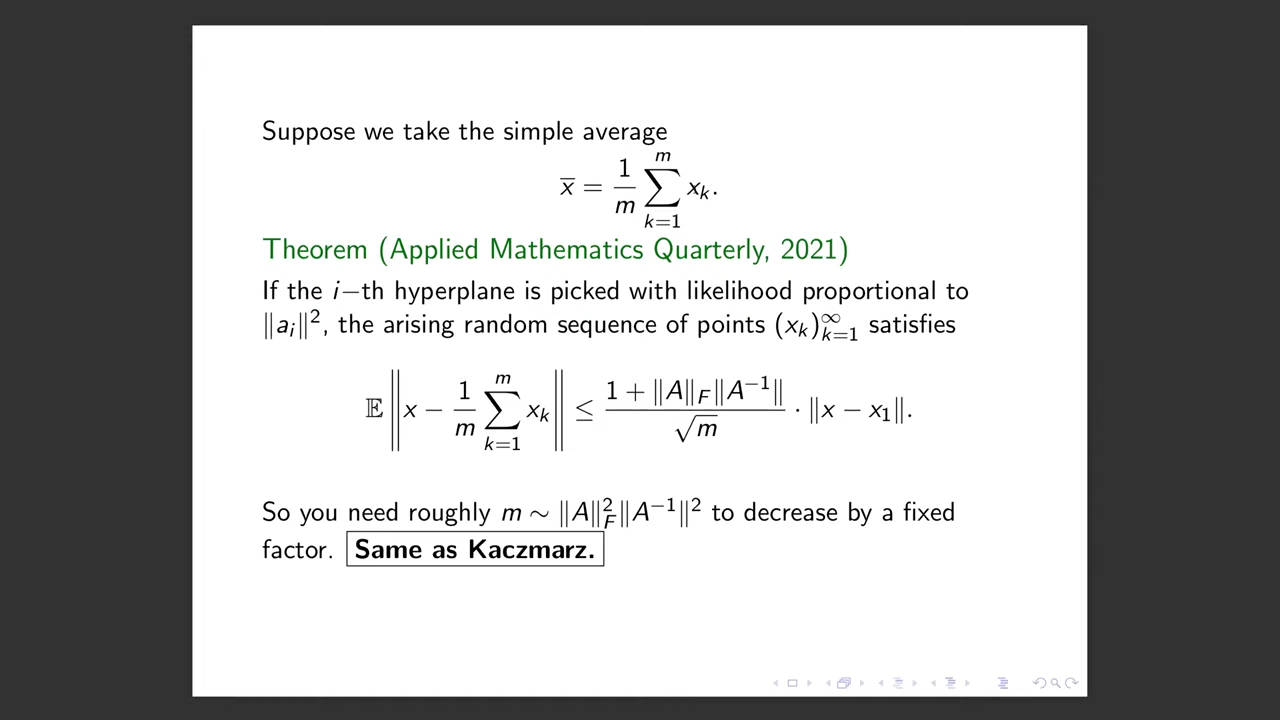 Suppose we take the simple average
x̅ = 1/m ∑_{k=1}^{m} x_k.
Theorem (Applied Mathematics Quarterly, 2021)
If the i−th hyperplane is picked with likelihood proportional to
‖a_i‖², the arising random sequence of points (x_k)_{k=1}^{∞} satisfies
𝔼 ‖x − 1/m ∑_{k=1}^{m} x_k‖ ≤ (1 + ‖A‖_F‖A⁻¹‖)/√m · ‖x − x₁‖.
So you need roughly m ∼ ‖A‖_F²‖A⁻¹‖² to decrease by a fixed
factor. Same as Kaczmarz.